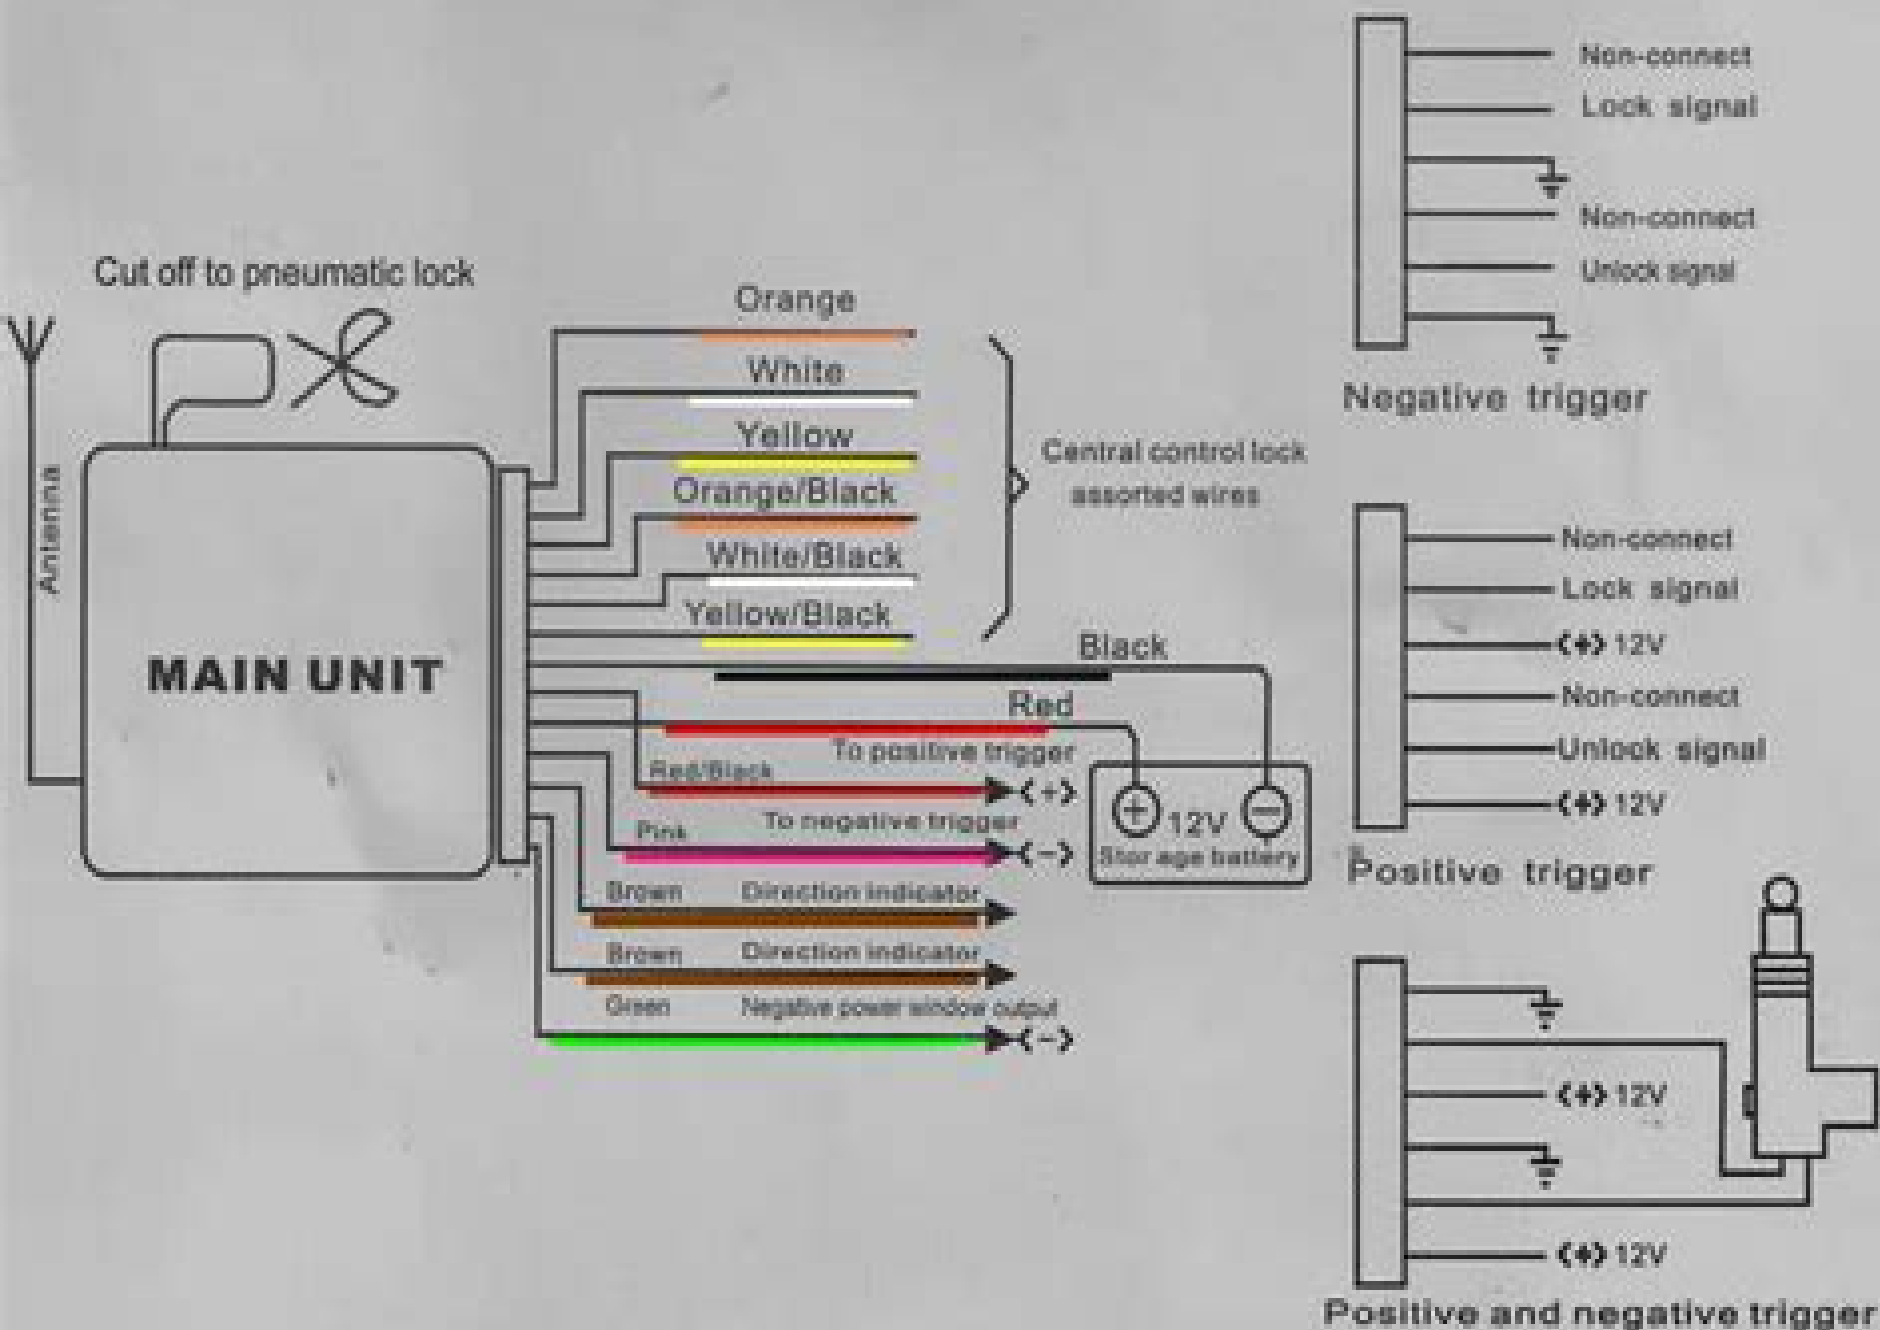 Cut off to pneumatic lock
Antenna
MAIN UNIT
Orange
White
Yellow
Orange/Black
White/Black
Yellow/Black
Central control lock
assorted wires
Black
Red
To positive trigger
Red/Black
(+)
To negative trigger
Pink
(-)
Brown Direction indicator
Brown Direction indicator
Green Negative power window output
(-)
+ 12V -
Storage battery
Non-connect
Lock signal
Non-connect
Unlock signal
Negative trigger
Non-connect
Lock signal
(+) 12V
Non-connect
Unlock signal
(+) 12V
Positive trigger
(+) 12V
(+) 12V
Positive and negative trigger